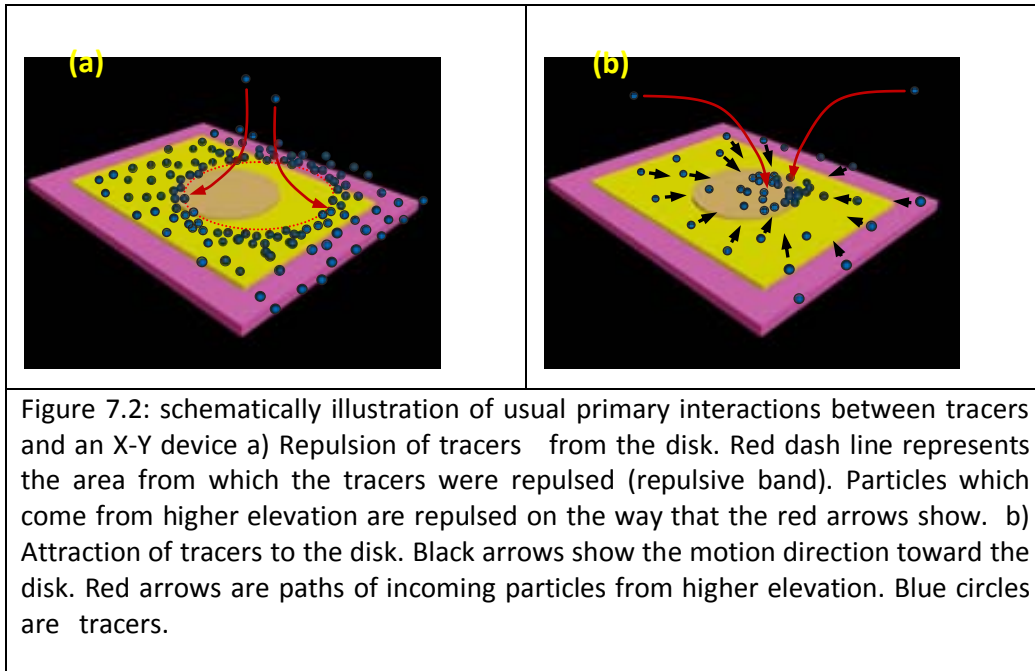 (a)
(b)
Figure 7.2: schematically illustration of usual primary interactions between tracers
and an X-Y device a) Repulsion of tracers from the disk. Red dash line represents
the area from which the tracers were repulsed (repulsive band). Particles which
come from higher elevation are repulsed on the way that the red arrows show. b)
Attraction of tracers to the disk. Black arrows show the motion direction toward the
disk. Red arrows are paths of incoming particles from higher elevation. Blue circles
are tracers.